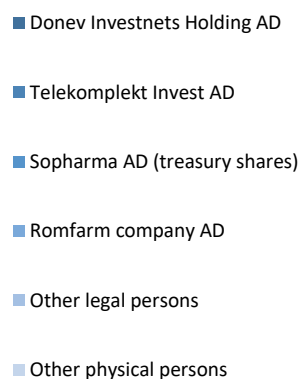 Donev Investnets Holding AD
Telekomplekt Invest AD
Sopharma AD (treasury shares)
Romfarm company AD
Other legal persons
Other physical persons